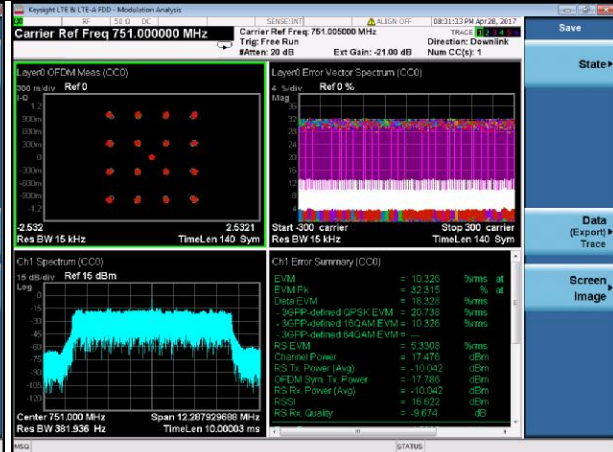 Keysight LTE & LTE-A FDD - Modulation Analysis
RF 50 Ω DC SENSE:INT ALIGN OFF 08:31:33 PM Apr 28, 2017
Carrier Ref Freq 751.000000 MHz
Carrier Ref Freq: 751.005000 MHz
Trig: Free Run
#Atten: 20 dB Ext Gain: -21.00 dB
TRACE 1 2 3 4 5 6
Direction: Downlink
Num CC(s): 1
Save
State
Data
(Export)
Trace
Screen
Image
Layer0 OFDM Meas (CC0)
300 m/div Ref 0
I-Q
1.2
900m
600m
300m
0
-300m
-600m
-900m
-1.2
-2.532 2.5321
Res BW 15 kHz TimeLen 140 Sym
Layer0 Error Vector Spectrum (CC0)
4 %/div Ref 0 %
Mag
36
32
28
24
20
16
12
8
4
Start -300 carrier Stop 300 carrier
Res BW 15 kHz TimeLen 140 Sym
Ch1 Spectrum (CC0)
15 dB/div Ref 15 dBm
Log
0
-15
-30
-45
-60
-75
-90
-105
-120
Center 751.000 MHz Span 12.287929688 MHz
Res BW 381.936 Hz TimeLen 10.00003 ms
Ch1 Error Summary (CC0)
EVM = 10.326 %rms at
EVM Pk = 32.315 % at
Data EVM = 18.328 %rms
- 3GPP-defined QPSK EVM = 20.738 %rms
- 3GPP-defined 16QAM EVM = 10.326 %rms
- 3GPP-defined 64QAM EVM = ---
RS EVM = 5.3308 %rms
Channel Power = 17.476 dBm
RS Tx. Power (Avg) = -10.042 dBm
OFDM Sym. Tx. Power = 17.786 dBm
RS Rx. Power (Avg) = -10.042 dBm
RSSI = 16.622 dBm
RS Rx. Quality = -9.674 dB
MSG STATUS